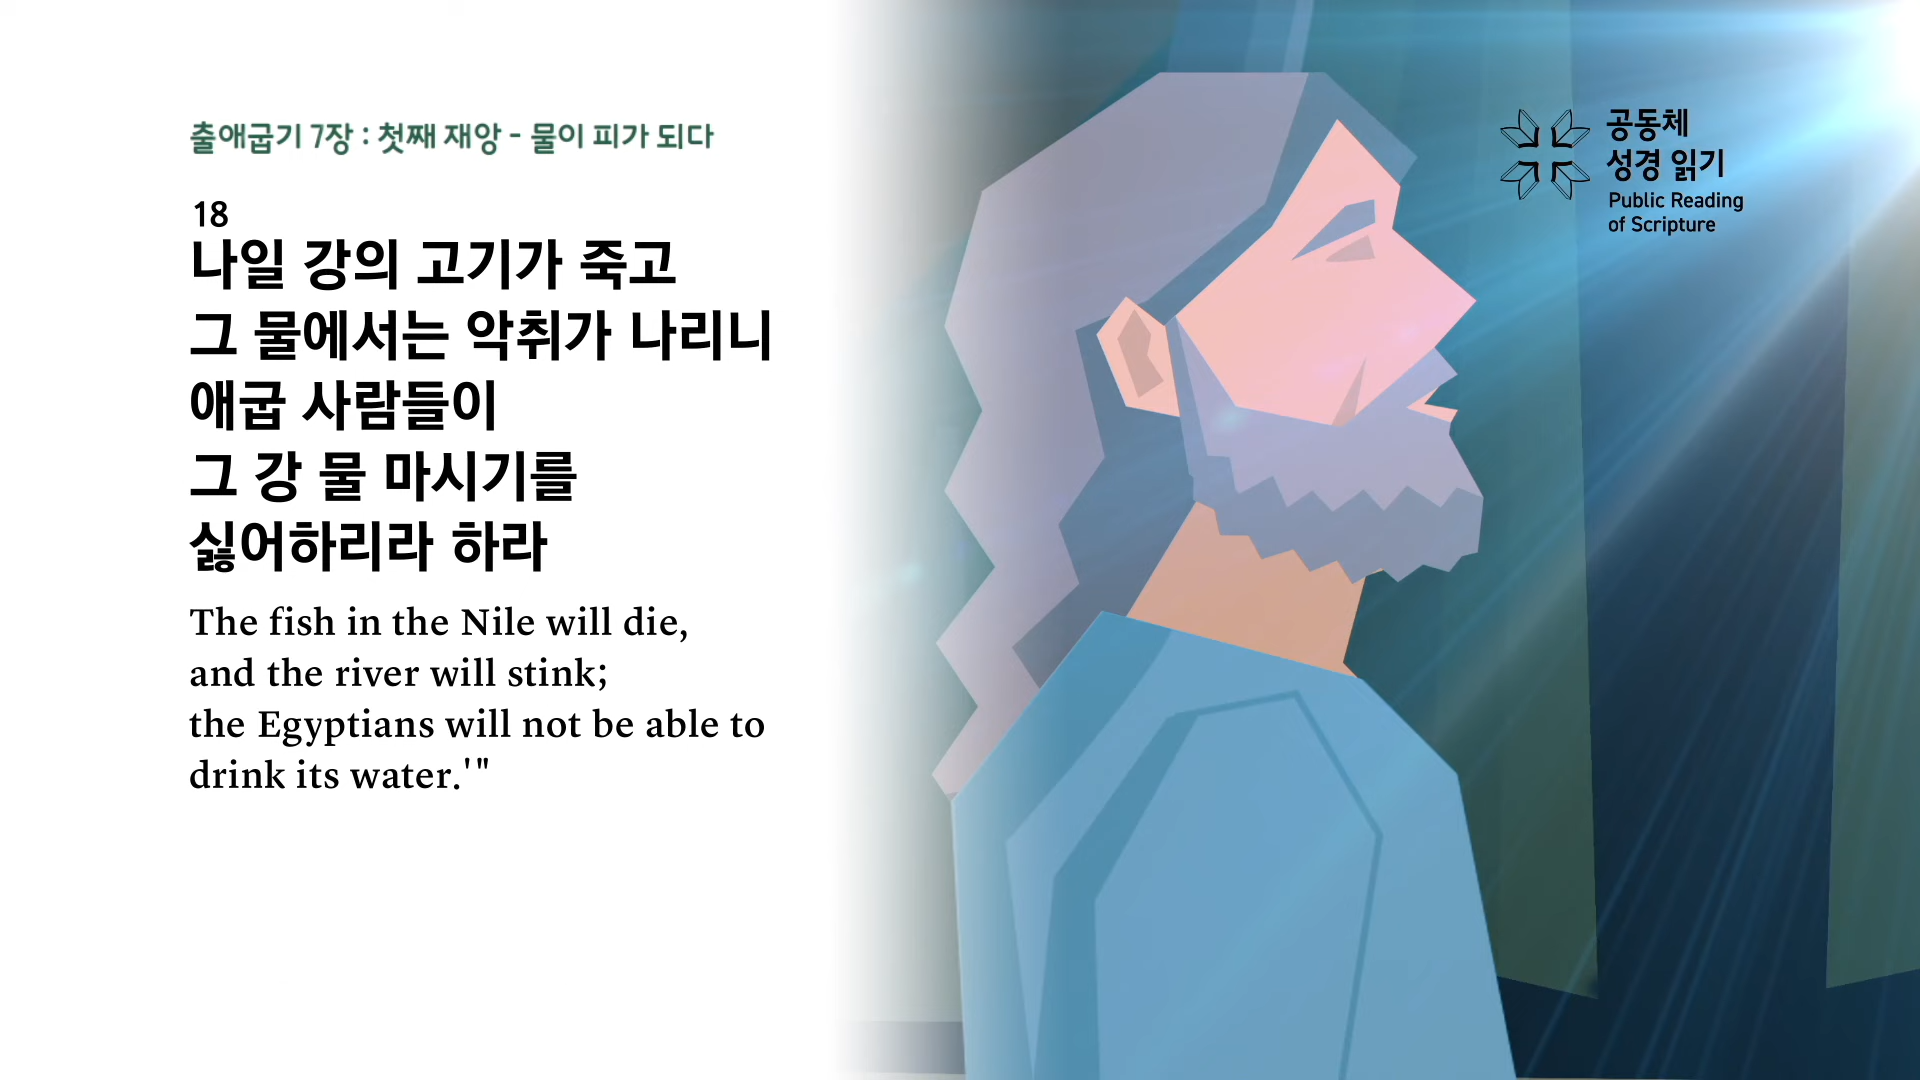 출애굽기 7장 : 첫째 재앙 - 물이 피가 되다
18
나일 강의 고기가 죽고
그 물에서는 악취가 나리니
애굽 사람들이
그 강 물 마시기를
싫어하리라 하라
The fish in the Nile will die,
and the river will stink;
the Egyptians will not be able to
drink its water.'"
공동체
성경 읽기
Public Reading
of Scripture